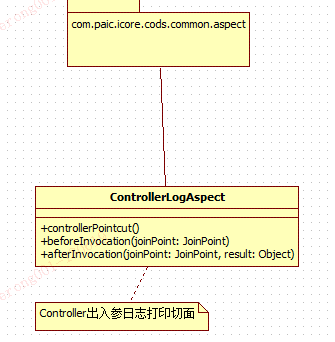 com.paic.icore.cods.common.aspect
ControllerLogAspect
+controllerPointcut()
+beforeInvocation(joinPoint: JoinPoint)
+afterInvocation(joinPoint: JoinPoint, result: Object)
Controller出入参日志打印切面